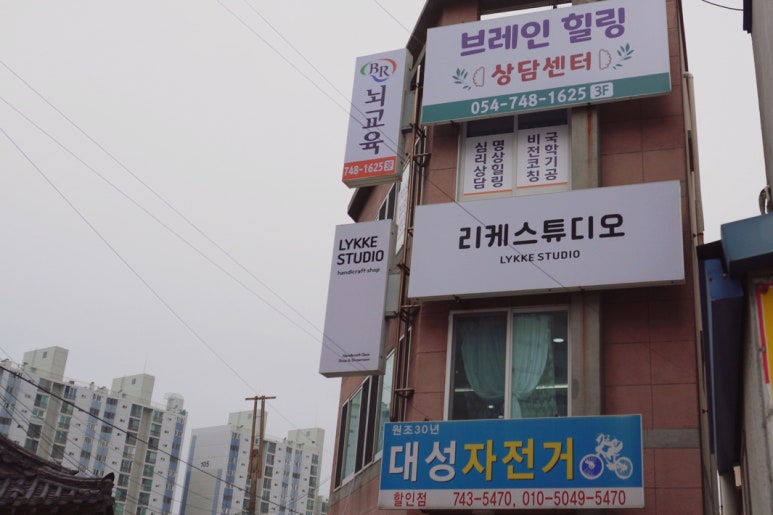 브레인 힐링
상담센터
054-748-1625 3F
BR
뇌교육
748-1625 3F
심리상담
명상힐링
비전코칭
국학기공
리케스튜디오
LYKKE STUDIO
LYKKE
STUDIO
handicraft shop
Handicraft Class
원조30년
대성자전거
할인점 743-5470, 010-5049-5470
105